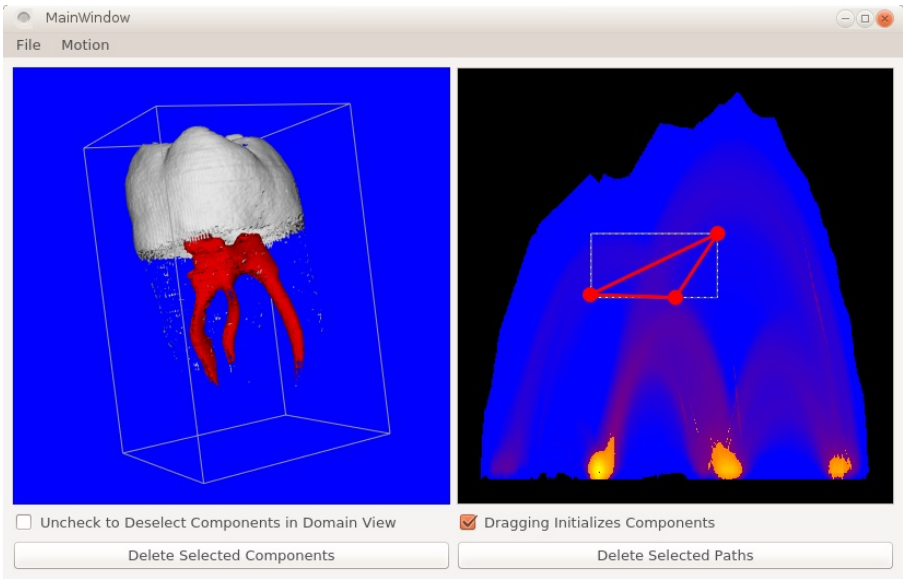 MainWindow
File Motion
Uncheck to Deselect Components in Domain View
Dragging Initializes Components
Delete Selected Components
Delete Selected Paths